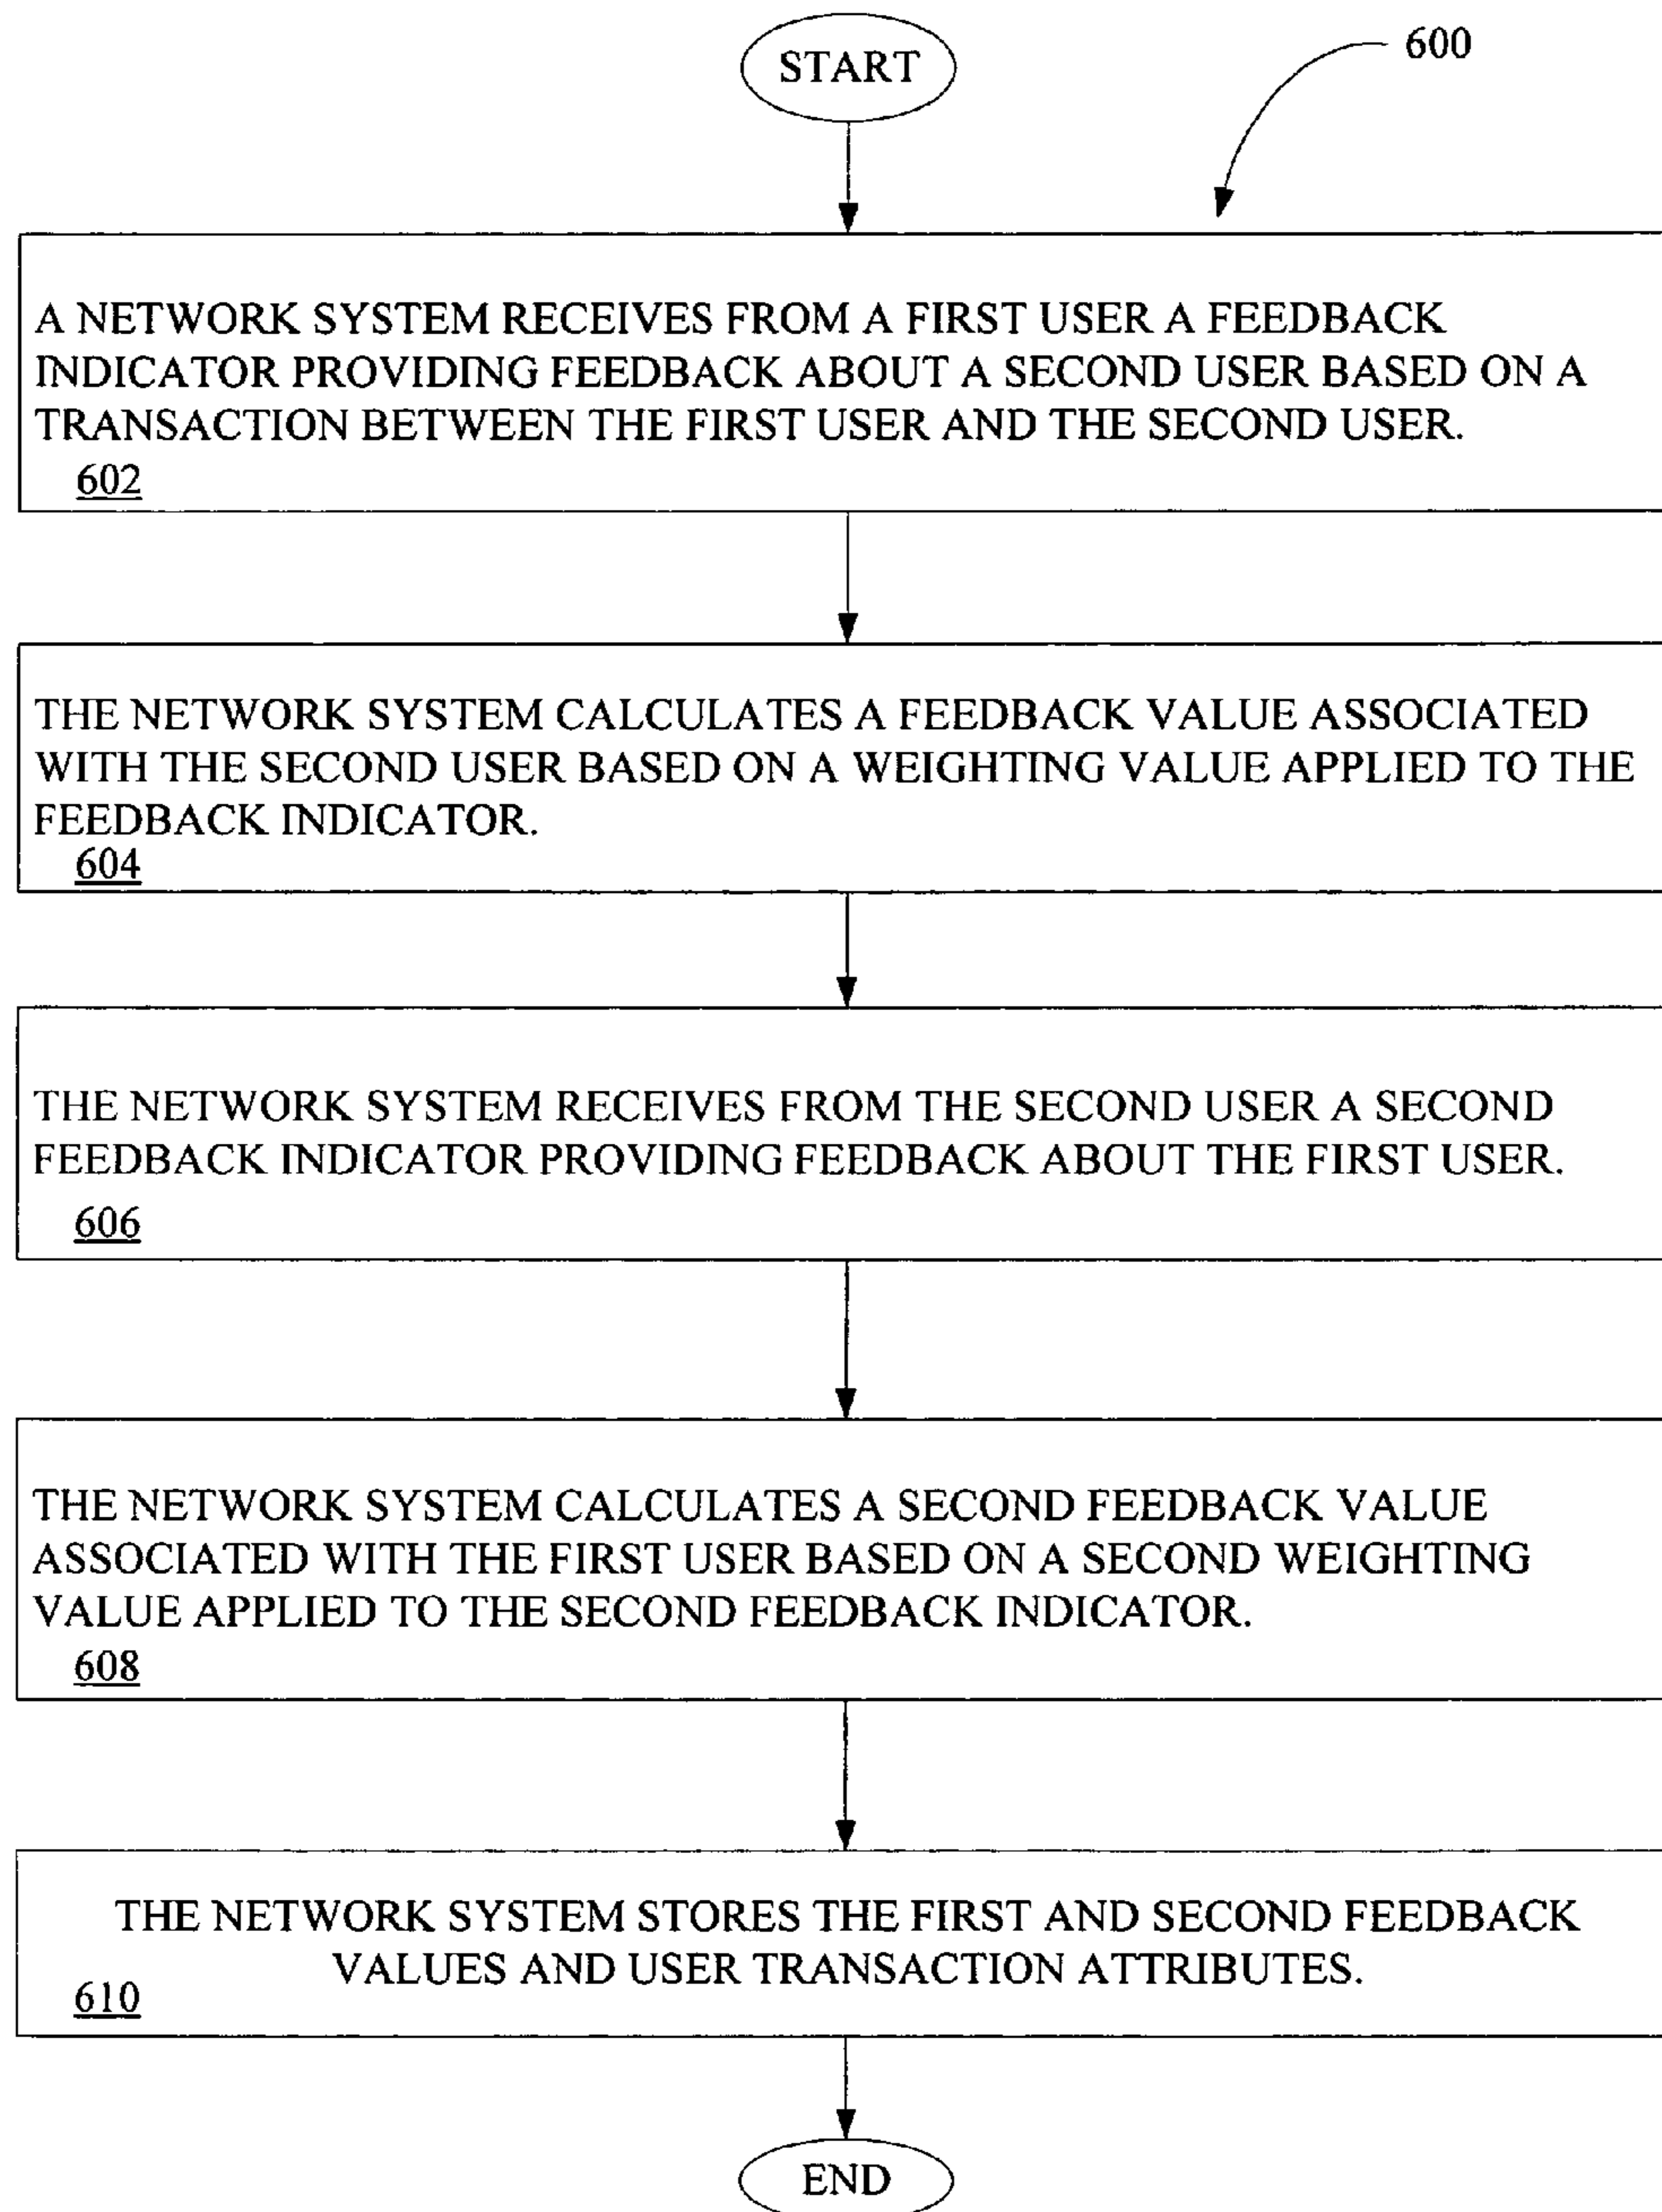 START
600
A NETWORK SYSTEM RECEIVES FROM A FIRST USER A FEEDBACK
INDICATOR PROVIDING FEEDBACK ABOUT A SECOND USER BASED ON A
TRANSACTION BETWEEN THE FIRST USER AND THE SECOND USER.
602
THE NETWORK SYSTEM CALCULATES A FEEDBACK VALUE ASSOCIATED
WITH THE SECOND USER BASED ON A WEIGHTING VALUE APPLIED TO THE
FEEDBACK INDICATOR.
604
THE NETWORK SYSTEM RECEIVES FROM THE SECOND USER A SECOND
FEEDBACK INDICATOR PROVIDING FEEDBACK ABOUT THE FIRST USER.
606
THE NETWORK SYSTEM CALCULATES A SECOND FEEDBACK VALUE
ASSOCIATED WITH THE FIRST USER BASED ON A SECOND WEIGHTING
VALUE APPLIED TO THE SECOND FEEDBACK INDICATOR.
608
THE NETWORK SYSTEM STORES THE FIRST AND SECOND FEEDBACK
VALUES AND USER TRANSACTION ATTRIBUTES.
610
END